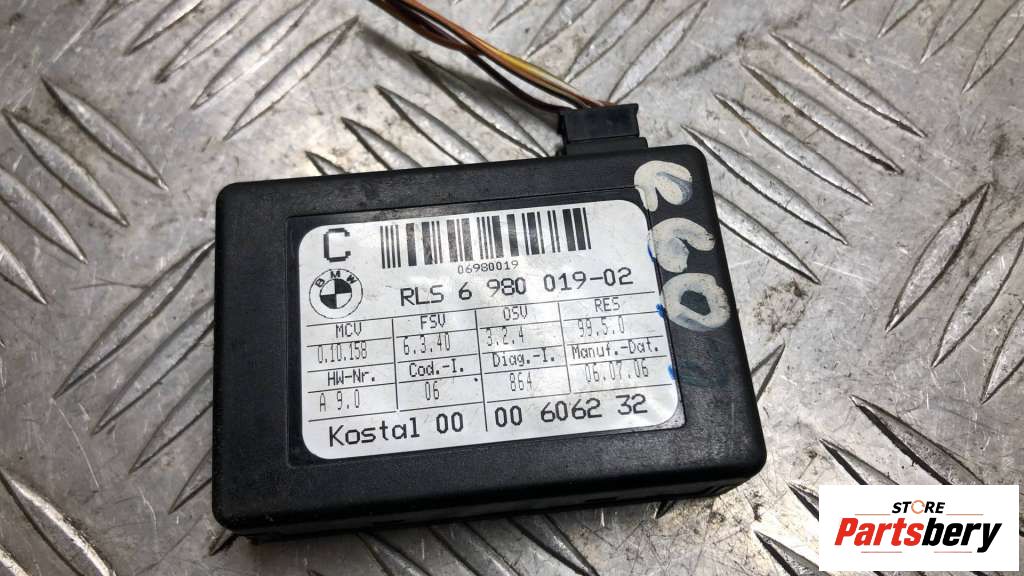 C
06980019
BMW
RLS 6 980 019-02
MCV FSV OSV RES
0.10.158 6.3.40 3.2.4 98.5.0
HW-Nr. Cod.-I. Diag.-I. Manuf.-Dat.
A 9.0 06 864 06.07.06
Kostal 00 00 6062 32
E60
STORE
Partsbery